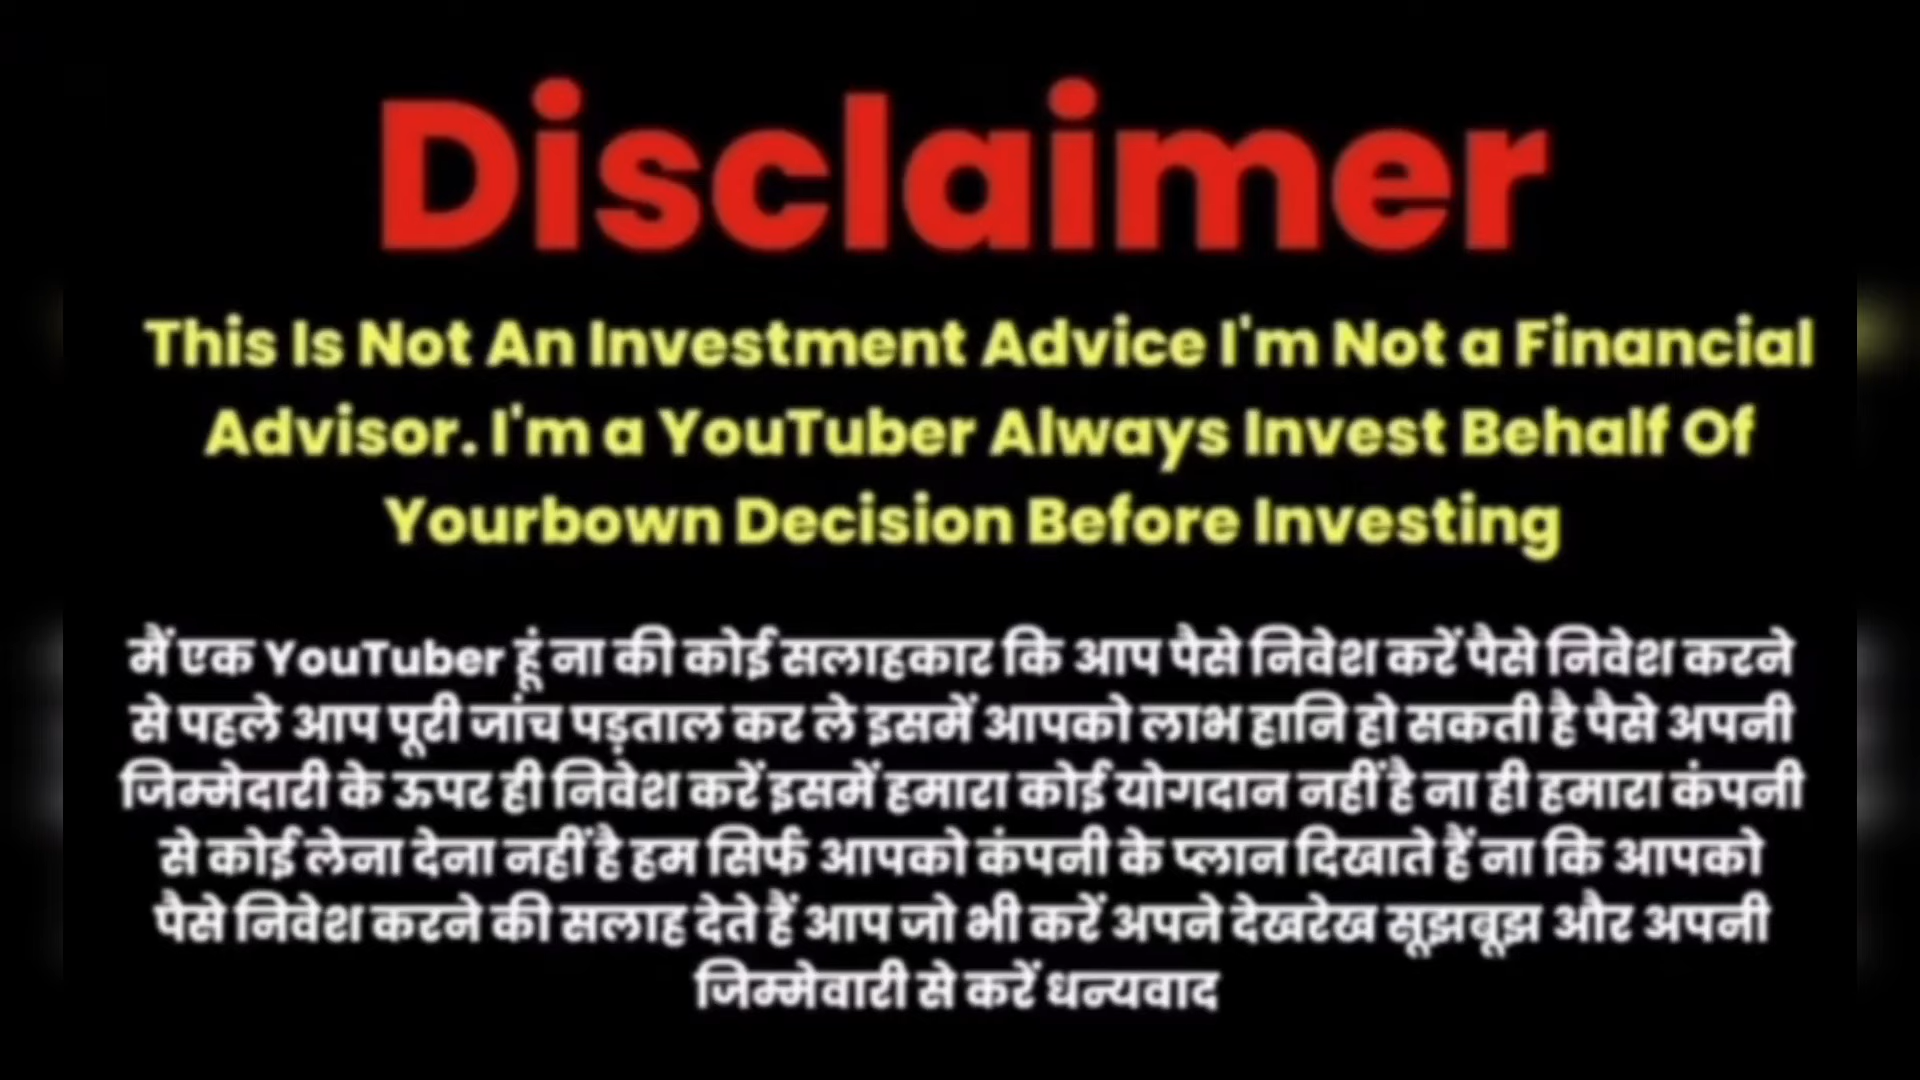 Disclaimer
This Is Not An Investment Advice I'm Not a Financial
Advisor. I'm a YouTuber Always Invest Behalf Of
Yourbown Decision Before Investing
मैं एक YouTuber हूं ना की कोई सलाहकार कि आप पैसे निवेश करें पैसे निवेश करने
से पहले आप पूरी जांच पड़ताल कर ले इसमें आपको लाभ हानि हो सकती है पैसे अपनी
जिम्मेदारी के ऊपर ही निवेश करें इसमें हमारा कोई योगदान नहीं है ना ही हमारा कंपनी
से कोई लेना देना नहीं है हम सिर्फ आपको कंपनी के प्लान दिखाते हैं ना कि आपको
पैसे निवेश करने की सलाह देते हैं आप जो भी करें अपने देखरेख सूझबूझ और अपनी
जिम्मेवारी से करें धन्यवाद